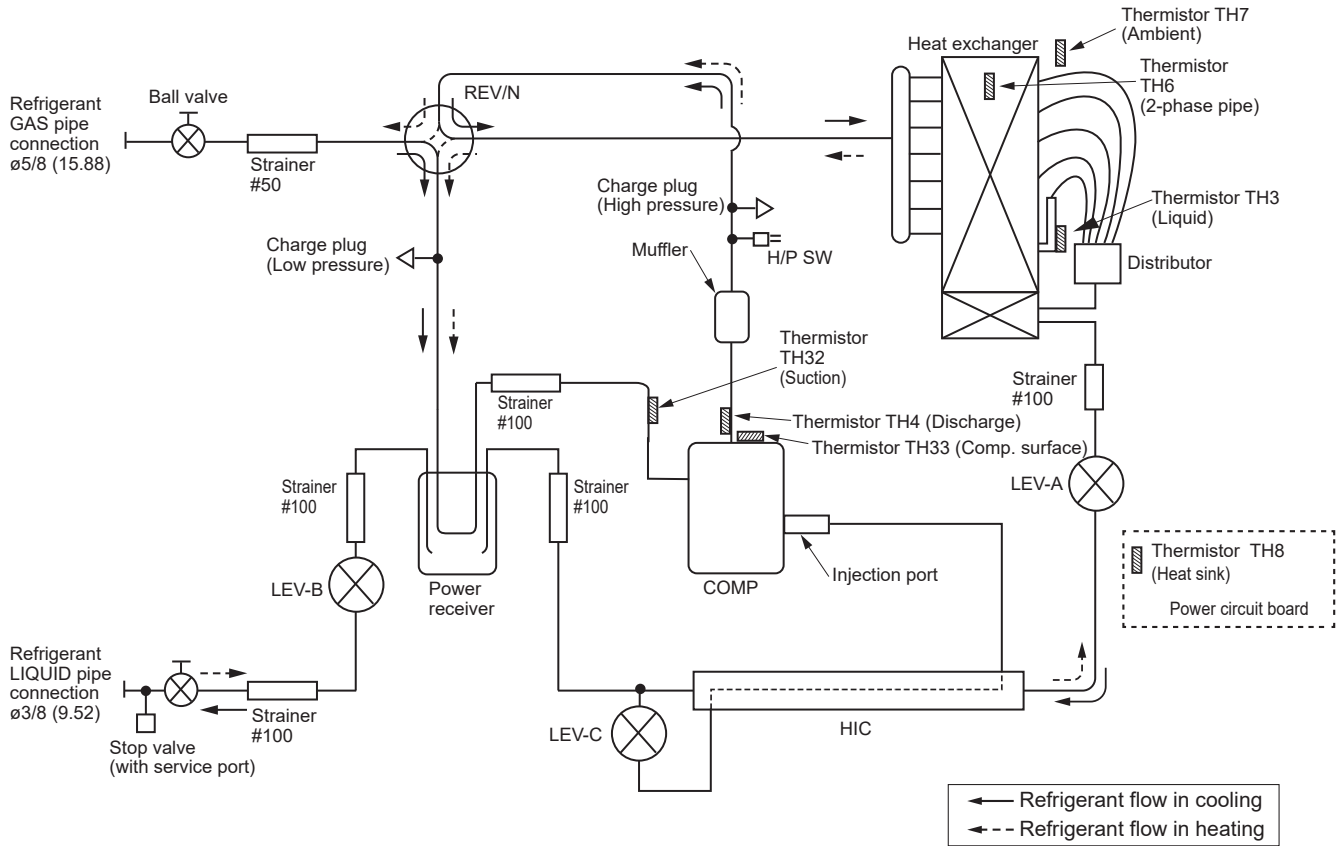 Thermistor TH7
(Ambient)
Heat exchanger
Thermistor
TH6
(2-phase pipe)
Ball valve
REV/N
Refrigerant
GAS pipe
connection
ø5/8 (15.88)
Strainer
#50
Charge plug
(High pressure)
Thermistor TH3
(Liquid)
Charge plug
(Low pressure)
Muffler
H/P SW
Distributor
Thermistor
TH32
(Suction)
Strainer
#100
Strainer
#100
Thermistor TH4 (Discharge)
Thermistor TH33 (Comp. surface)
Strainer
#100
Strainer
#100
LEV-A
Thermistor TH8
(Heat sink)
Power circuit board
Injection port
LEV-B
Power
receiver
COMP
Refrigerant
LIQUID pipe
connection
ø3/8 (9.52)
Strainer
#100
Stop valve
(with service port)
LEV-C
HIC
Refrigerant flow in cooling
Refrigerant flow in heating